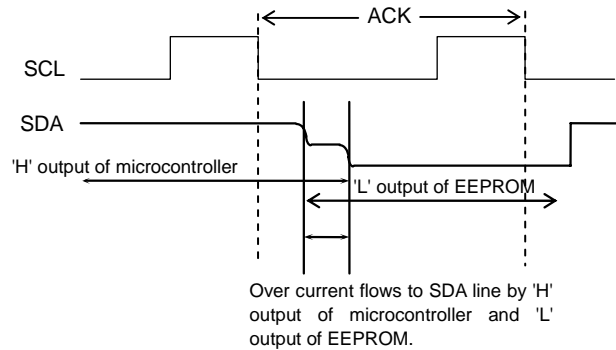 ACK
SCL
SDA
'H' output of microcontroller
'L' output of EEPROM
Over current flows to SDA line by 'H'
output of microcontroller and 'L'
output of EEPROM.